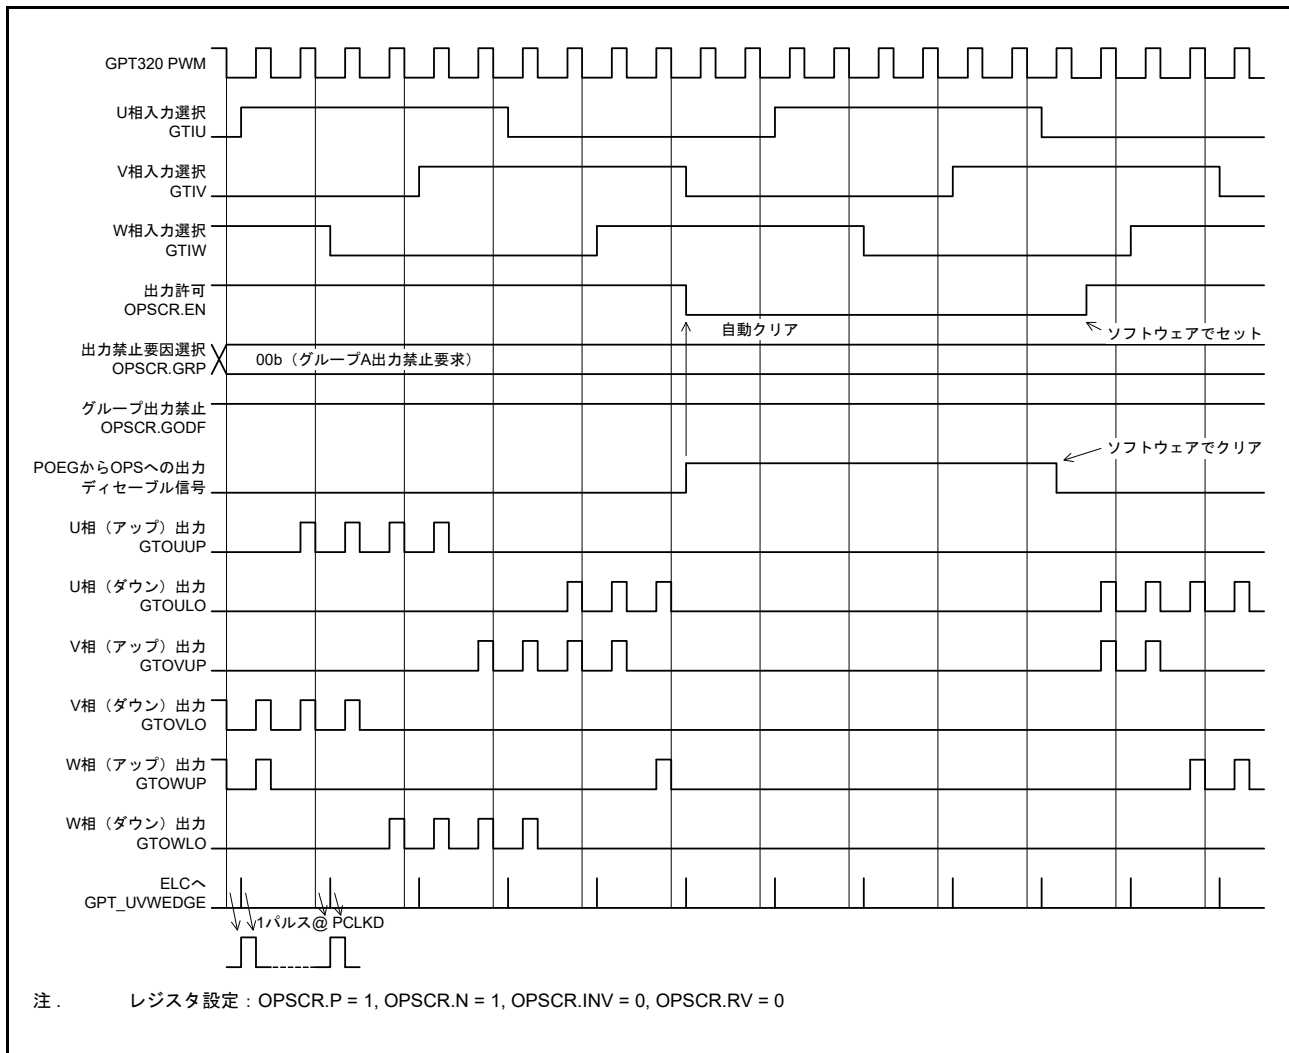 GPT320 PWM
U相入力選択
GTIU
V相入力選択
GTIV
W相入力選択
GTIW
出力許可
OPSCR.EN
自動クリア
ソフトウェアでセット
出力禁止要因選択
OPSCR.GRP
00b（グループA出力禁止要求）
グループ出力禁止
OPSCR.GODF
ソフトウェアでクリア
POEGからOPSへの出力
ディセーブル信号
U相（アップ）出力
GTOUUP
U相（ダウン）出力
GTOULO
V相（アップ）出力
GTOVUP
V相（ダウン）出力
GTOVLO
W相（アップ）出力
GTOWUP
W相（ダウン）出力
GTOWLO
ELCへ
GPT_UVWEDGE
1パルス@ PCLKD
注． レジスタ設定：OPSCR.P = 1, OPSCR.N = 1, OPSCR.INV = 0, OPSCR.RV = 0